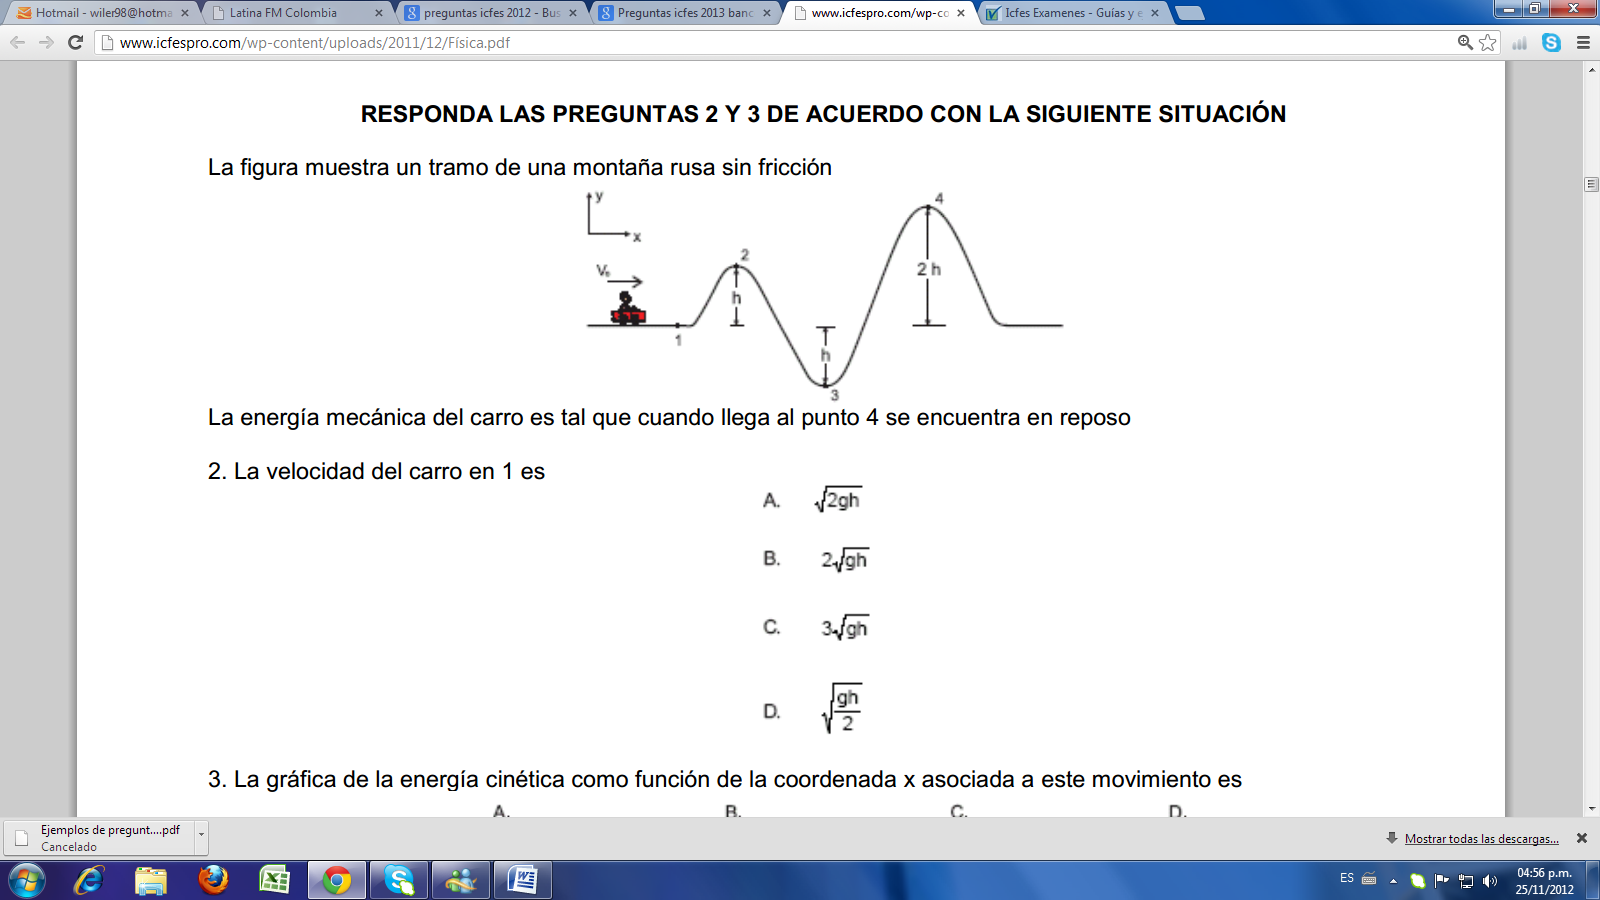 Hotmail - wiler98@hotma
Latina FM Colombia
preguntas icfes 2012 - Bus
Preguntas icfes 2013 banc
www.icfespro.com/wp-co
Icfes Examenes - Guías y e
www.icfespro.com/wp-content/uploads/2011/12/Física.pdf
RESPONDA LAS PREGUNTAS 2 Y 3 DE ACUERDO CON LA SIGUIENTE SITUACIÓN
La figura muestra un tramo de una montaña rusa sin fricción
y
x
V₀
1
2
h
h
3
4
2 h
La energía mecánica del carro es tal que cuando llega al punto 4 se encuentra en reposo
2. La velocidad del carro en 1 es
A. √2gh
B. 2√gh
C. 3√gh
D. √gh/2
3. La gráfica de la energía cinética como función de la coordenada x asociada a este movimiento es
A. B. C. D.
Ejemplos de pregunt....pdf
Cancelado
Mostrar todas las descargas...
ES
04:56 p.m.
25/11/2012